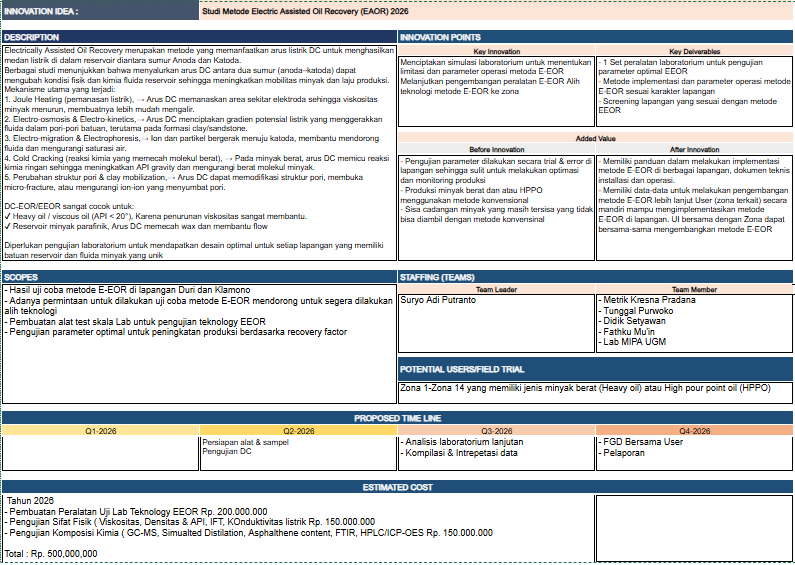 INNOVATION IDEA :
Studi Metode Electric Assisted Oil Recovery (EAOR) 2026
DESCRIPTION
Electrically Assisted Oil Recovery merupakan metode yang memanfaatkan arus listrik DC untuk menghasilkan
medan listrik di dalam reservoir diantara sumur Anoda dan Katoda.
Berbagai studi menunjukkan bahwa menyalurkan arus DC antara dua sumur (anoda–katoda) dapat
mengubah kondisi fisik dan kimia fluida reservoir sehingga meningkatkan mobilitas minyak dan laju produksi.
Mekanisme utama yang terjadi:
1. Joule Heating (pemanasan listrik), → Arus DC memanaskan area sekitar elektroda sehingga viskositas
minyak menurun, membuatnya lebih mudah mengalir.
2. Electro-osmosis & Electro-kinetics,→ Arus DC menciptakan gradien potensial listrik yang menggerakkan
fluida dalam pori-pori batuan, terutama pada formasi clay/sandstone.
3. Electro-migration & Electrophoresis,→ Ion dan partikel bergerak menuju katoda, membantu mendorong
fluida dan mengurangi saturasi air.
4. Cold Cracking (reaksi kimia yang memecah molekul berat), → Pada minyak berat, arus DC memicu reaksi
kimia ringan sehingga meningkatkan API gravity dan mengurangi berat molekul minyak.
5. Perubahan struktur pori & clay mobilization,→ Arus DC dapat memodifikasi struktur pori, membuka
micro-fracture, atau mengurangi ion-ion yang menyumbat pori.
DC-EOR/EEOR sangat cocok untuk:
✓ Heavy oil / viscous oil (API < 20°), Karena penurunan viskositas sangat membantu.
✓ Reservoir minyak parafinik, Arus DC memecah wax dan membantu flow
Diperlukan pengujian laboratorium untuk mendapatkan desain optimal untuk setiap lapangan yang memiliki
batuan reservoir dan fluida minyak yang unik
INNOVATION POINTS
Key Innovation
Menciptakan simulasi laboratorium untuk menentukan
limitasi dan parameter operasi metoda E-EOR
Melanjutkan pengembangan peralatan E-EOR Alih
teknologi metode E-EOR ke zona
Key Deliverables
- 1 Set peralatan laboratorium untuk pengujian
parameter optimal EEOR
- Metode implementasi dan parameter operasi metode
E-EOR sesuai karakter lapangan
- Screening lapangan yang sesuai dengan metode
EEOR
Added Value
Before Innovation
- Pengujian parameter dilakukan secara trial & error di
lapangan sehingga sulit untuk melakukan optimasi
dan monitoring produksi
- Produksi minyak berat dan atau HPPO
menggunakan metode konvensional
- Bisa cadangan minyak yang masih tersisa yang tidak
bisa diambil dengan metode konvensinal
After Innovation
- Memiliki panduan dalam melakukan implementasi
metode E-EOR di berbagai lapangan, dokumen teknis
installasi dan operasi.
- Memiliki data-data untuk melakukan pengembangan
metode E-EOR lebih lanjut User (zona terkait) secara
mandiri mampu mengimplementasikan metode
E-EOR di lapangan. UI bersama dengan Zona dapat
bersama-sama mengembangkan metode E-EOR
SCOPES
- Hasil uji coba metode E-EOR di lapangan Duri dan Klamono
- Adanya permintaan untuk dilakukan uji coba metode E-EOR mendorong untuk segera dilakukan
alih teknologi
- Pembuatan alat test skala Lab untuk pengujian teknology EEOR
- Pengujian parameter optimal untuk peningkatan produksi berdasarka recovery factor
STAFFING (TEAMS)
Team Leader
Suryo Adi Putranto
Team Member
- Metrik Kresna Pradana
- Tunggal Purwoko
- Didik Setyawan
- Fathku Mu'in
- Lab MIPA UGM
POTENTIAL USERS/FIELD TRIAL
Zona 1-Zona 14 yang memiliki jenis minyak berat (Heavy oil) atau High pour point oil (HPPO)
PROPOSED TIME LINE
Q1-2026
Q2-2026
Q3-2026
Q4-2026
Persiapan alat & sampel
Pengujian DC
- Analisis laboratorium lanjutan
- Kompilasi & Intrepetasi data
- FGD Bersama User
- Pelaporan
ESTIMATED COST
Tahun 2026
- Pembuatan Peralatan Uji Lab Teknology EEOR Rp. 200.000.000
- Pengujian Sifat Fisik ( Viskositas, Densitas & API, IFT, KOnduktivitas listrik Rp. 150.000.000
- Pengujian Komposisi Kimia ( GC-MS, Simualted Distilation, Asphalthene content, FTIR, HPLC/ICP-OES Rp. 150.000.000
Total : Rp. 500,000,000